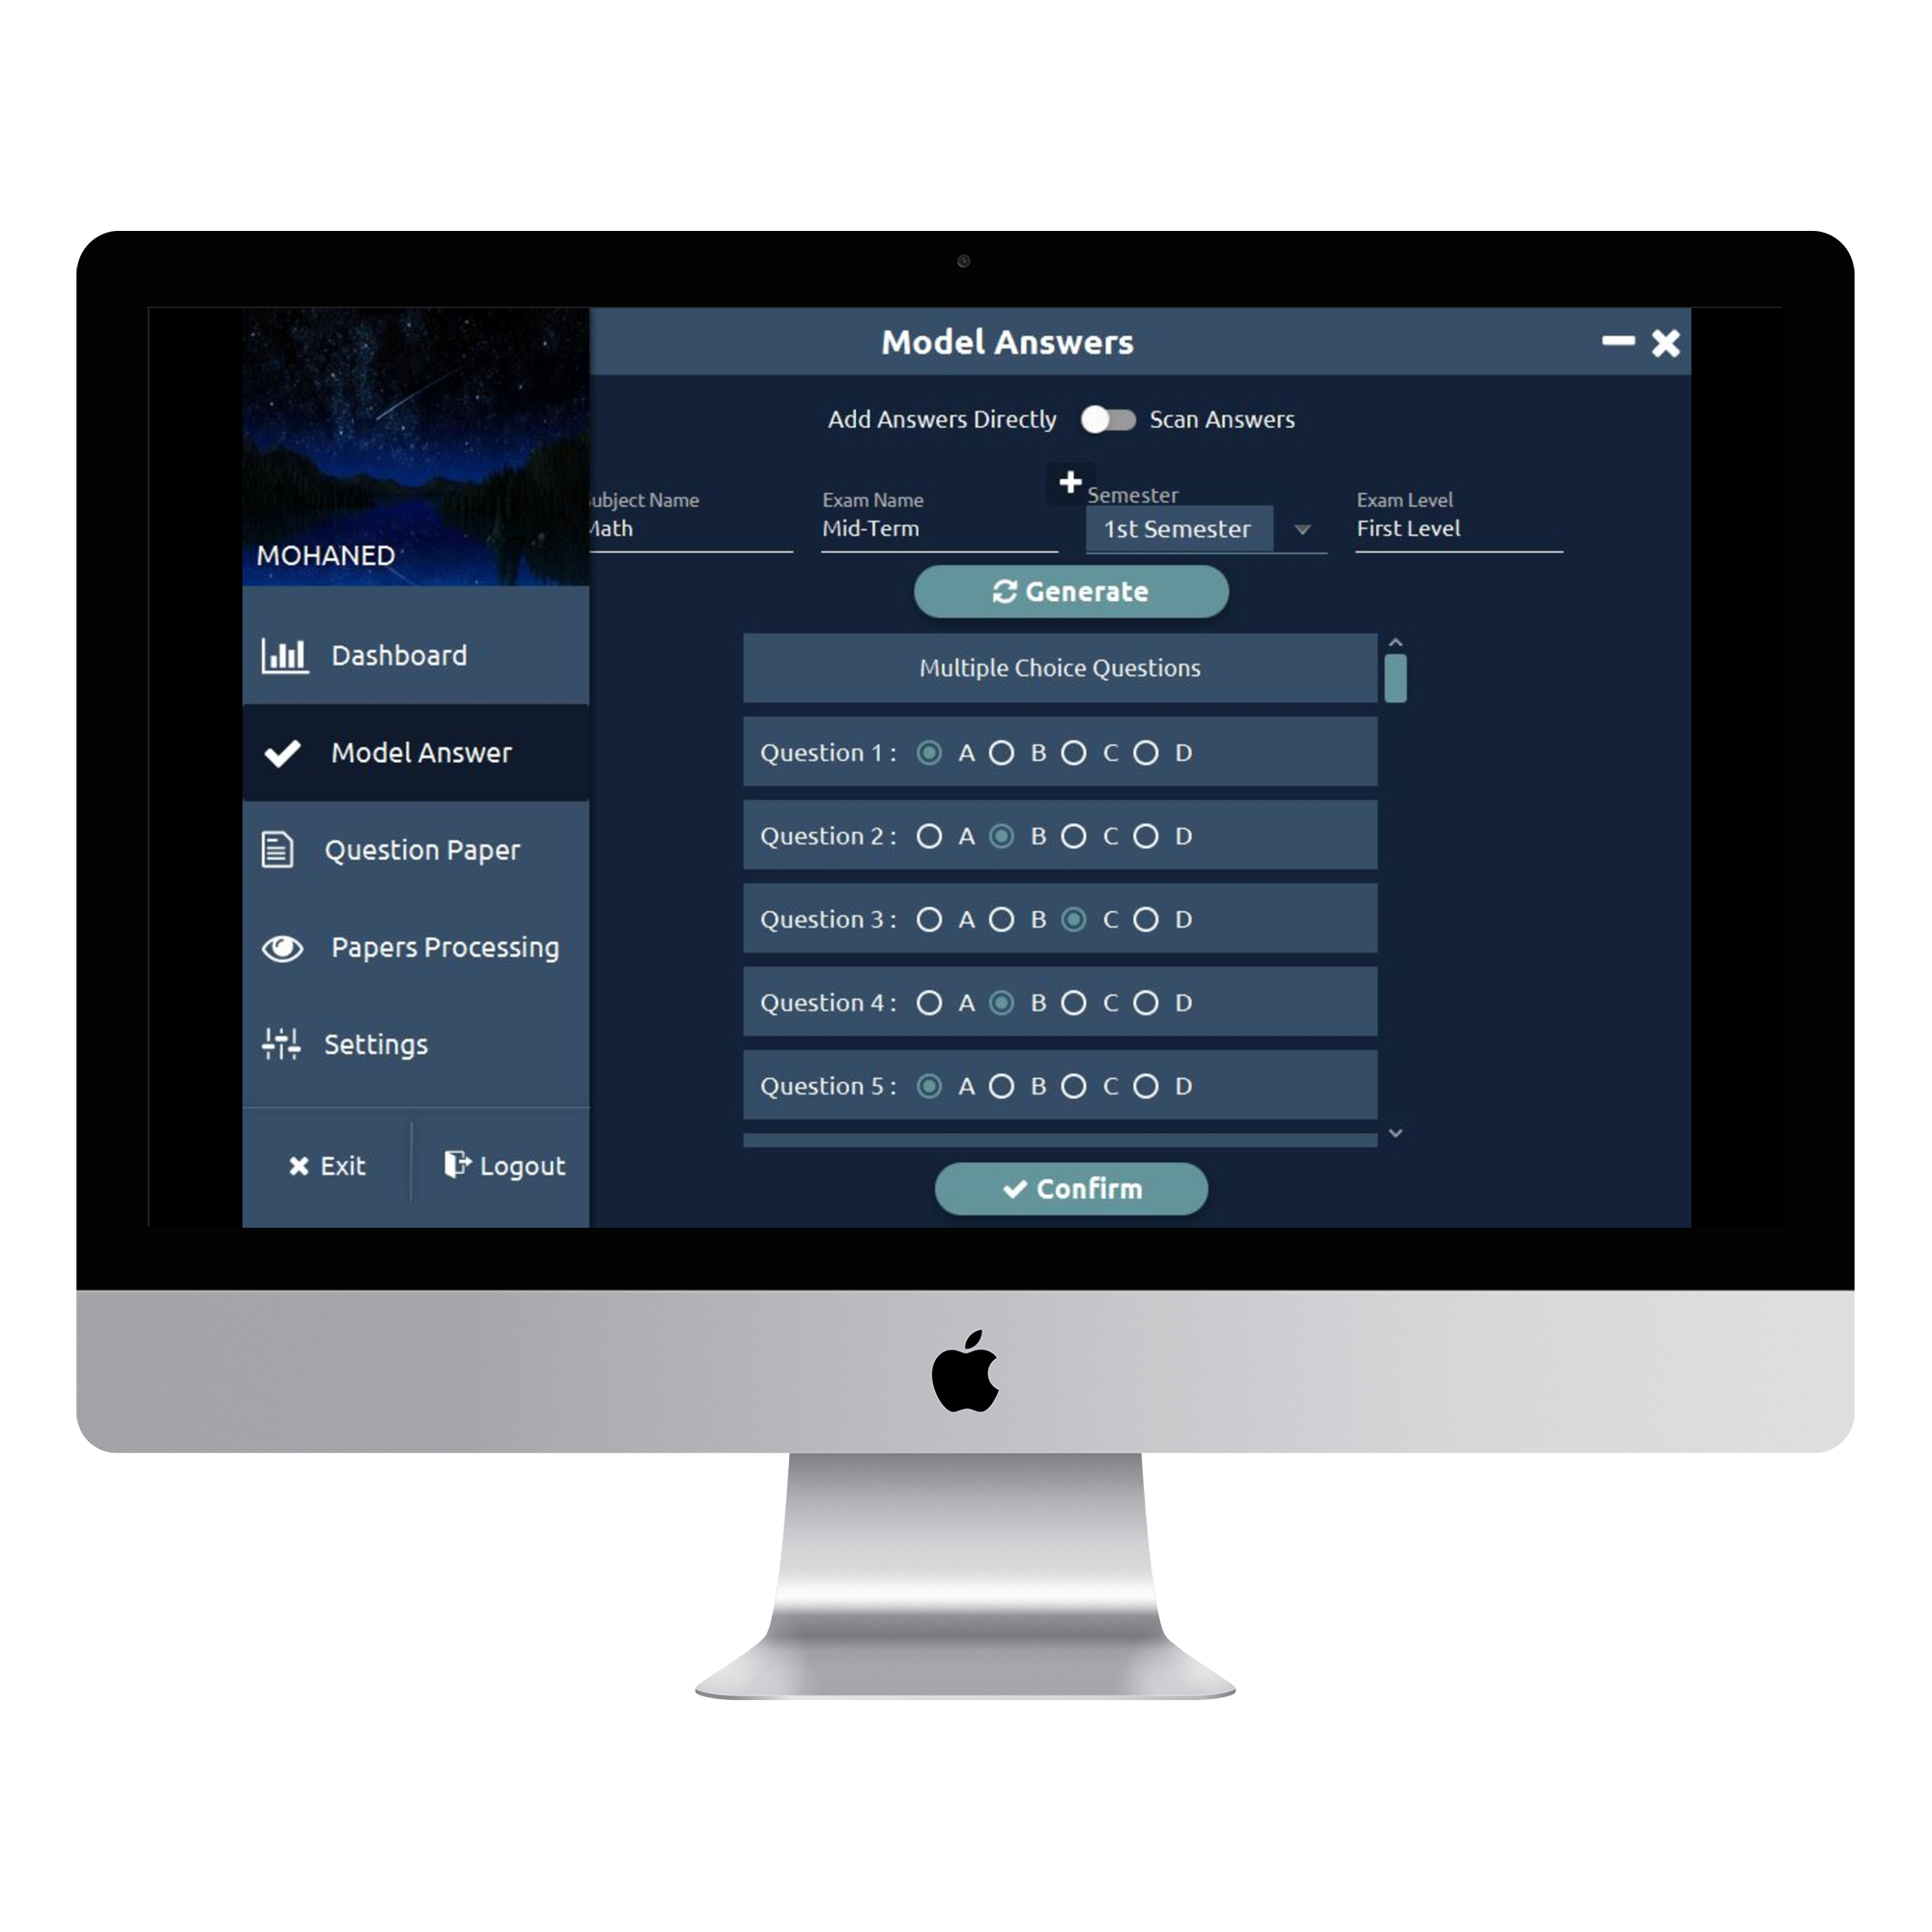 Model Answers
Add Answers Directly Scan Answers
ubject Name Exam Name Semester Exam Level
Math Mid-Term 1st Semester First Level
MOHANED
Generate
Dashboard
Model Answer
Question Paper
Papers Processing
Settings
Exit Logout
Multiple Choice Questions
Question 1 : A B C D
Question 2 : A B C D
Question 3 : A B C D
Question 4 : A B C D
Question 5 : A B C D
Confirm